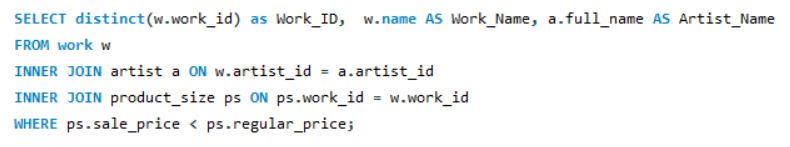 SELECT distinct(w.work_id) as Work_ID,  w.name AS Work_Name, a.full_name AS Artist_Name
FROM work w
INNER JOIN artist a ON w.artist_id = a.artist_id
INNER JOIN product_size ps ON ps.work_id = w.work_id
WHERE ps.sale_price < ps.regular_price;